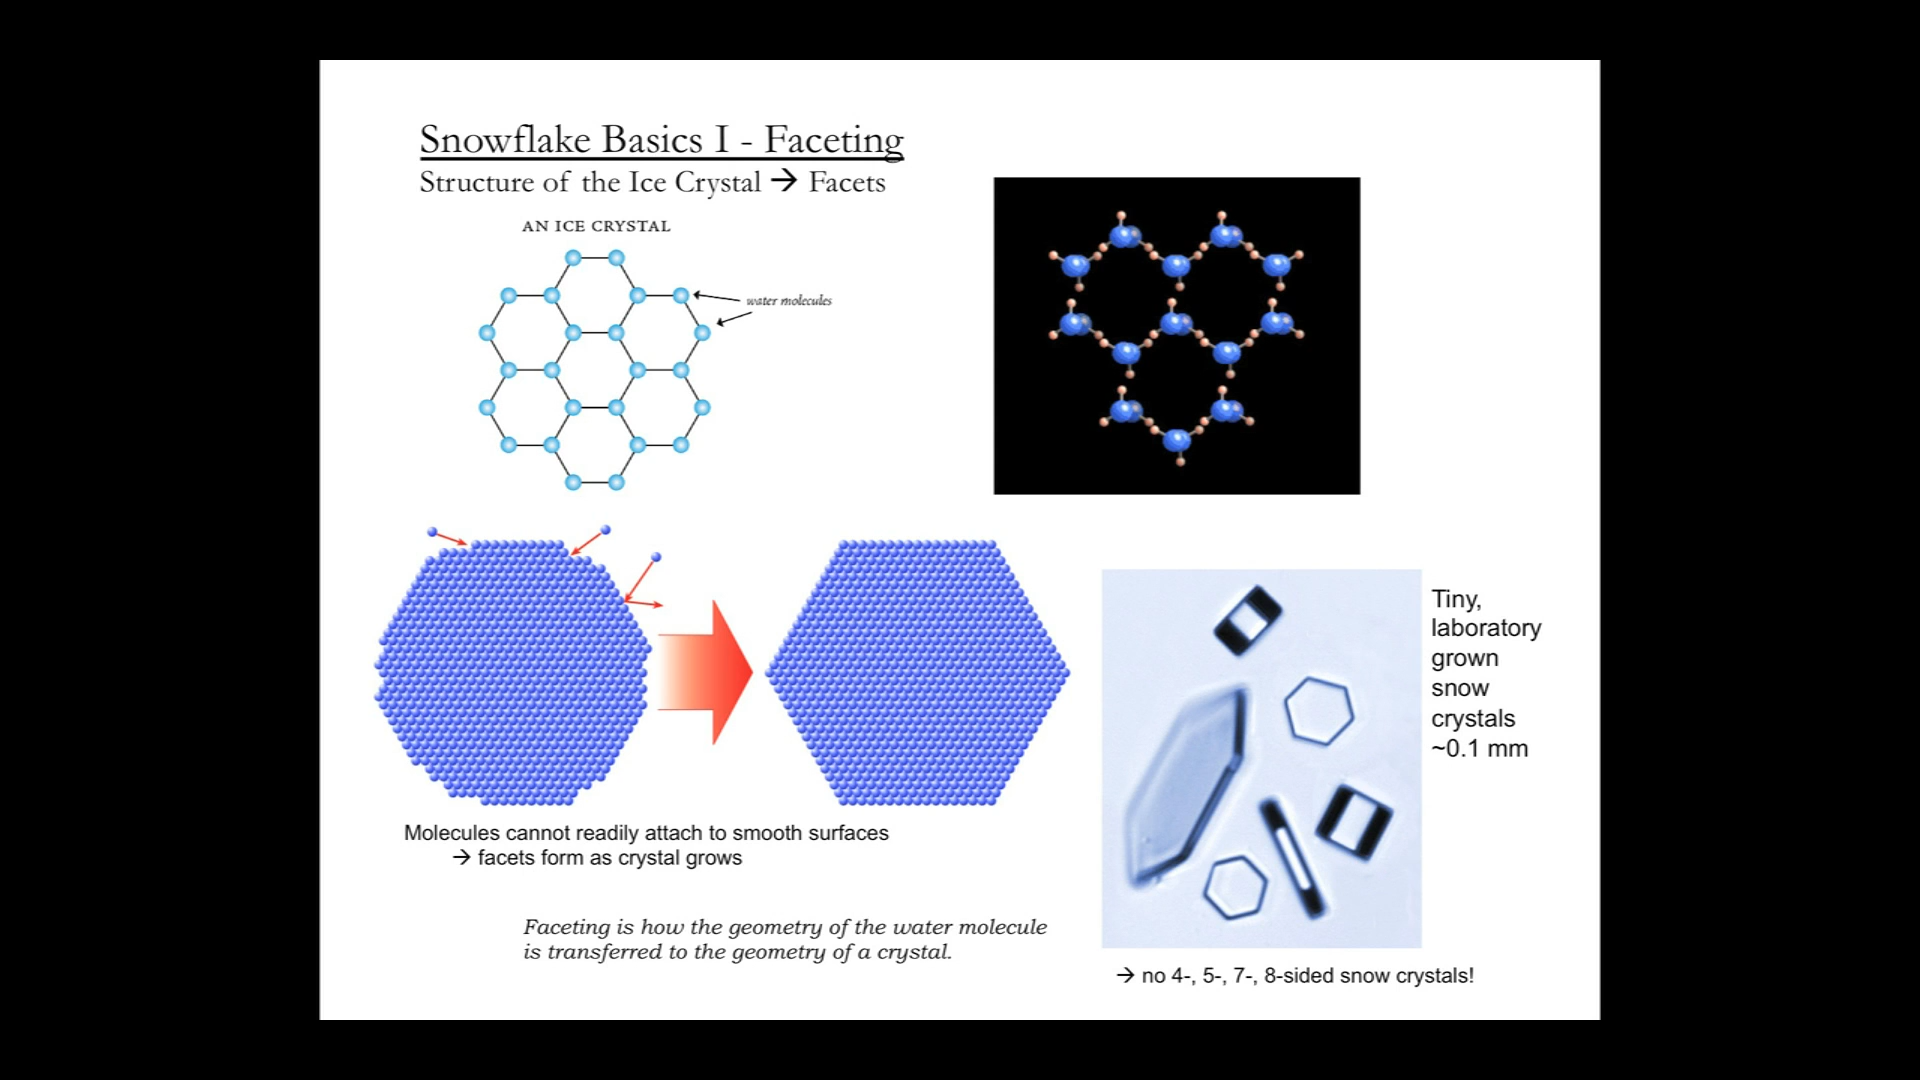 Snowflake Basics I - Faceting
Structure of the Ice Crystal → Facets
AN ICE CRYSTAL
water molecules
Tiny,
laboratory
grown
snow
crystals
~0.1 mm
Molecules cannot readily attach to smooth surfaces
→ facets form as crystal grows
Faceting is how the geometry of the water molecule
is transferred to the geometry of a crystal.
→ no 4-, 5-, 7-, 8-sided snow crystals!